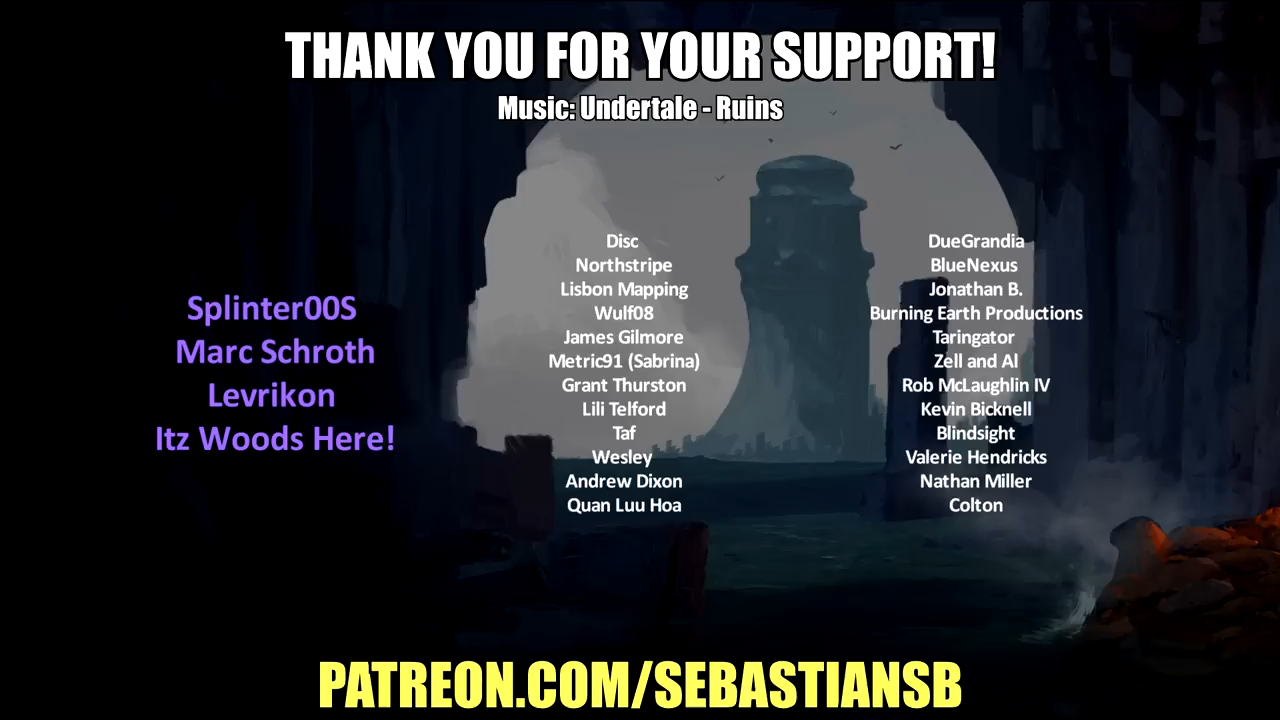 THANK YOU FOR YOUR SUPPORT!
Music: Undertale - Ruins
Splinter00S
Marc Schroth
Levrikon
Itz Woods Here!
Disc
Northstripe
Lisbon Mapping
Wulf08
James Gilmore
Metric91 (Sabrina)
Grant Thurston
Lili Telford
Taf
Wesley
Andrew Dixon
Quan Luu Hoa
DueGrandia
BlueNexus
Jonathan B.
Burning Earth Productions
Taringator
Zell and Al
Rob McLaughlin IV
Kevin Bicknell
Blindsight
Valerie Hendricks
Nathan Miller
Colton
PATREON.COM/SEBASTIANSB